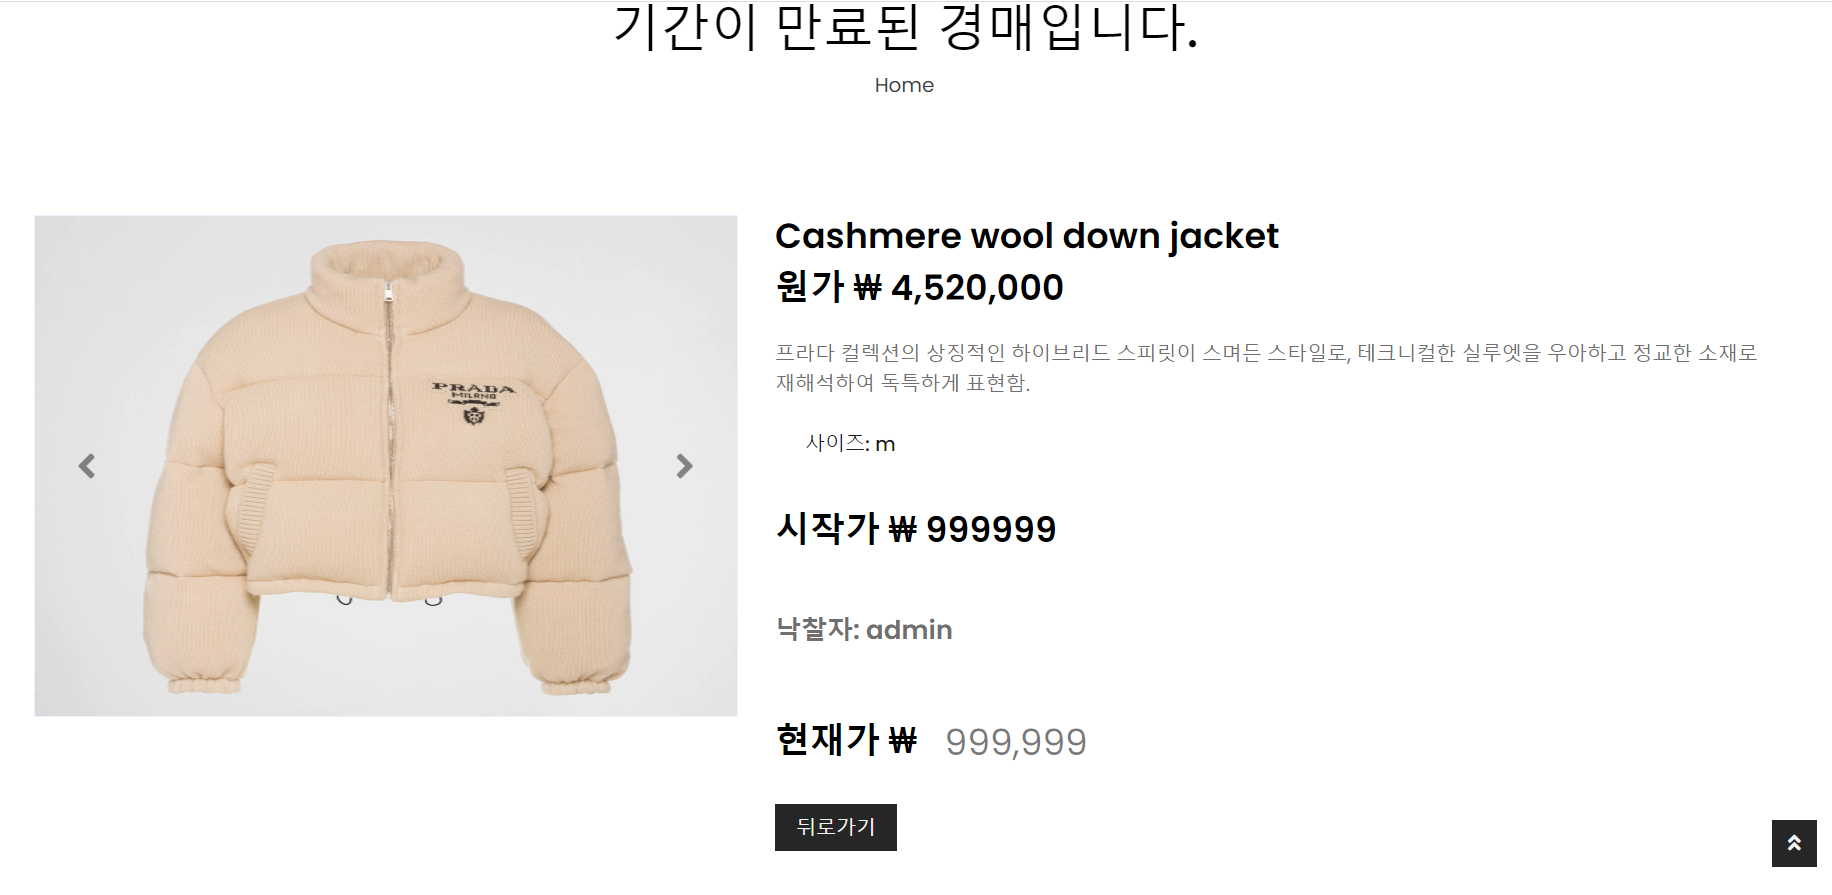 기간이 만료된 경매입니다.
Home
PRADA
MILANO
Cashmere wool down jacket
원가 ₩ 4,520,000
프라다 컬렉션의 상징적인 하이브리드 스피릿이 스며든 스타일로, 테크니컬한 실루엣을 우아하고 정교한 소재로
재해석하여 독특하게 표현함.
사이즈: m
시작가 ₩ 999999
낙찰자: admin
현재가 ₩ 999,999
뒤로가기